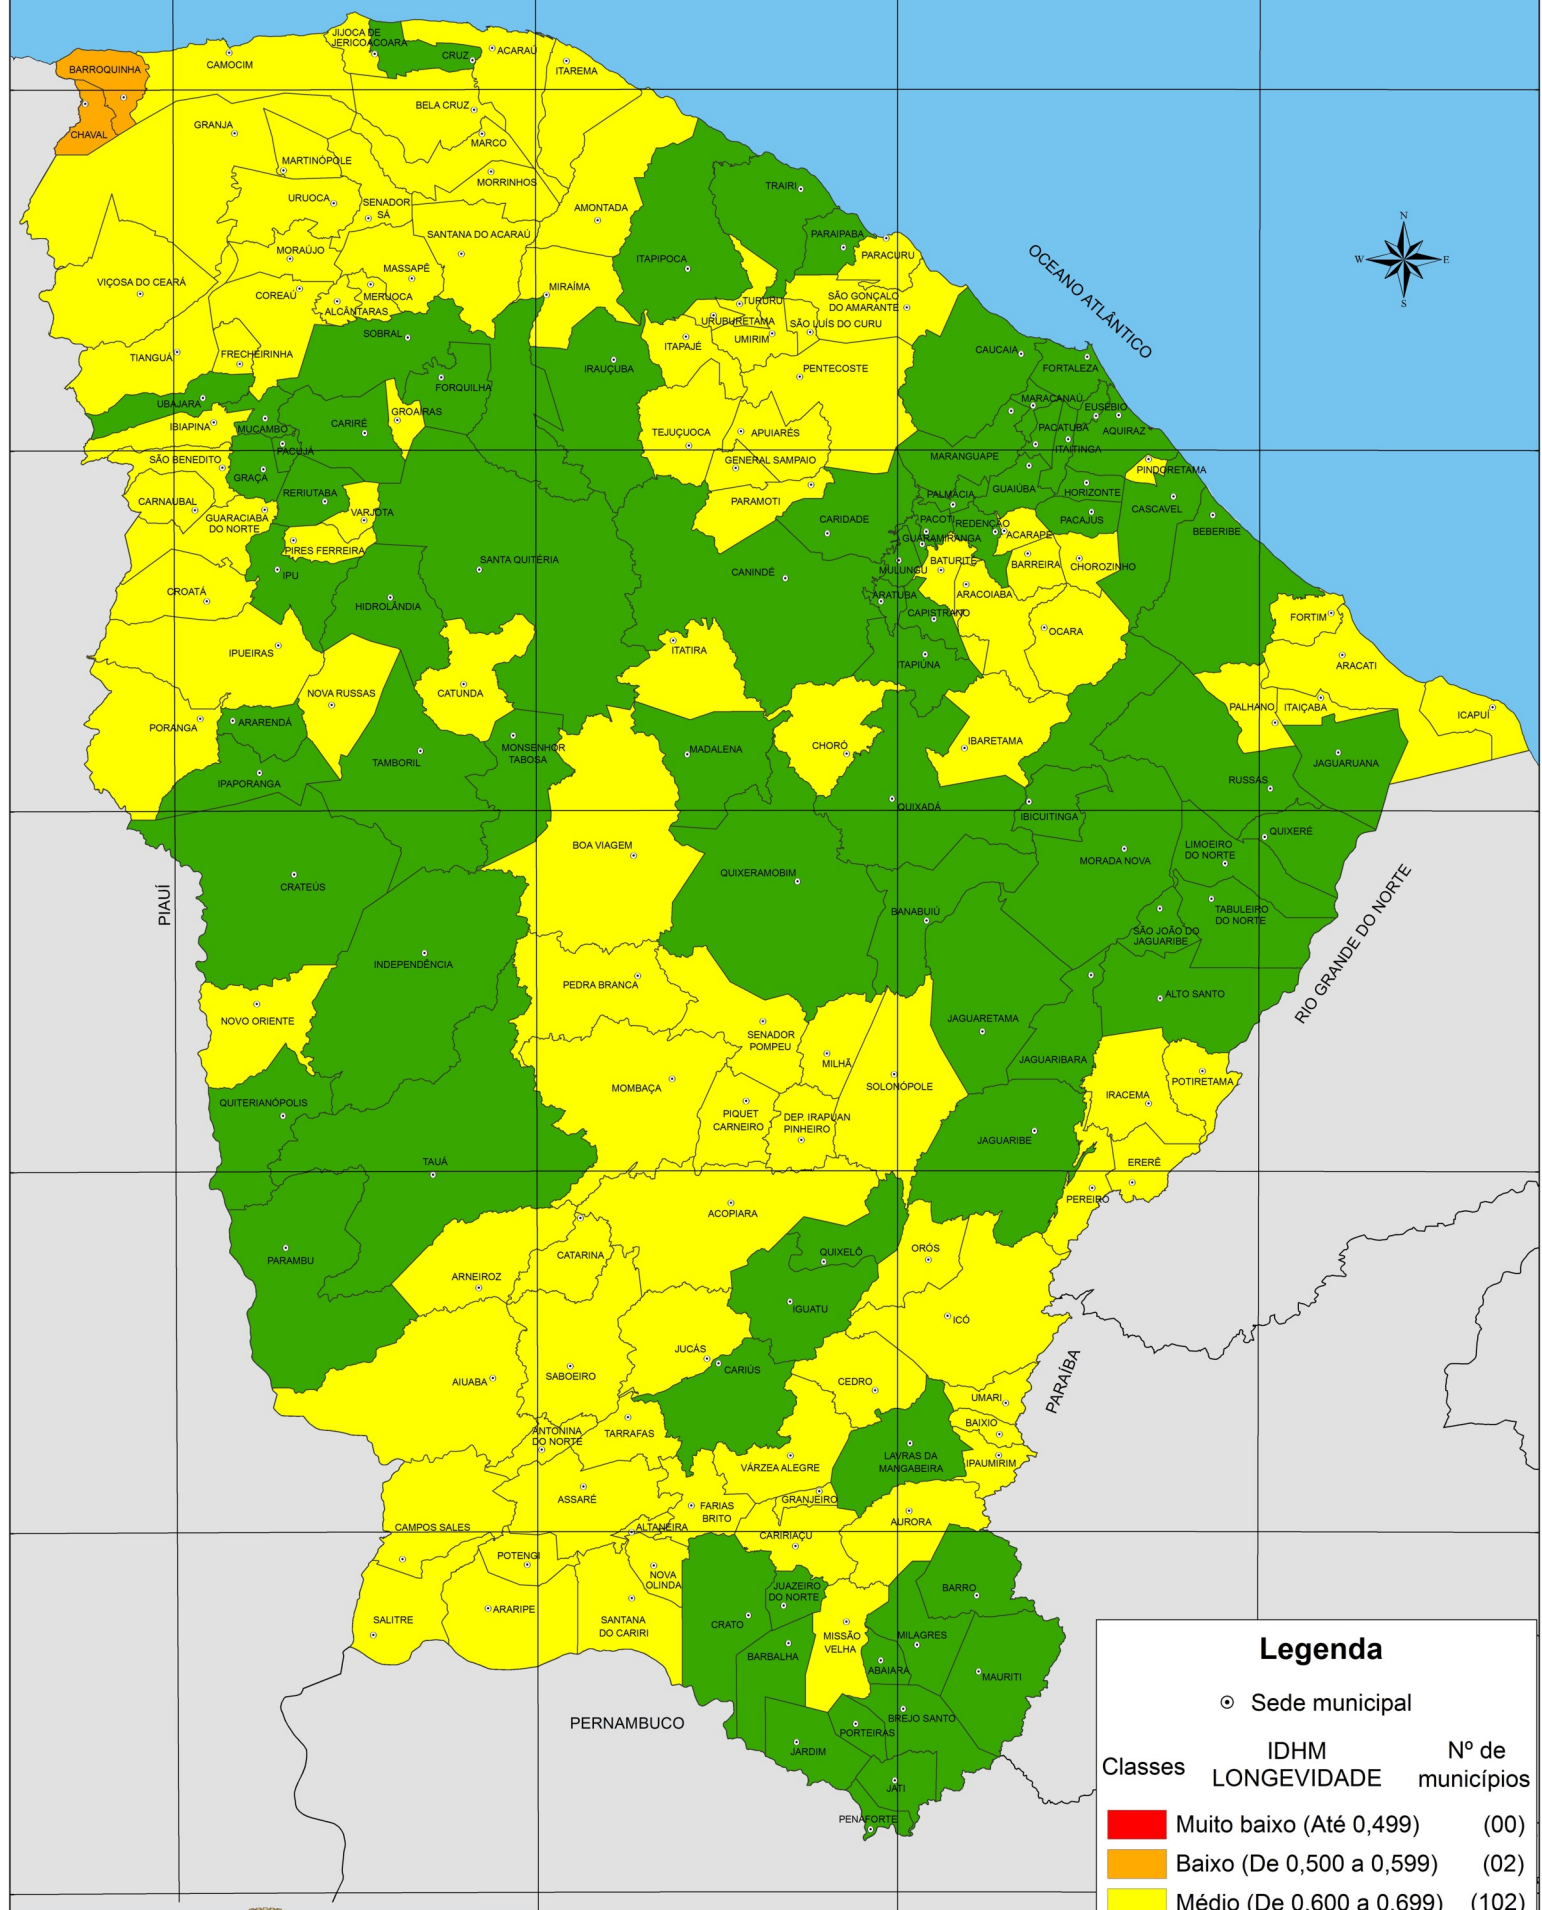 JIJOCA DE
JERICOACOARA
CRUZ
ACARAÚ
ITAREMA
BARROQUINHA
CAMOCIM
CHAVAL
GRANJA
BELA CRUZ
MARCO
MARTINÓPOLE
MORRINHOS
URUOCA
SENADOR
SÁ
AMONTADA
TRAIRI
SANTANA DO ACARAÚ
PARAIPABA
MORAÚJO
PARACURU
ITAPIPOCA
MASSAPÊ
VIÇOSA DO CEARÁ
MIRAÍMA
COREAÚ
MERUOCA
ALCÂNTARAS
TURURU
SÃO GONÇALO
DO AMARANTE
URUBURETAMA
SÃO LUÍS DO CURU
UMIRIM
SOBRAL
ITAPAJÉ
TIANGUÁ
FRECHEIRINHA
IRAUÇUBA
PENTECOSTE
OCEANO ATLÂNTICO
N
W
E
S
CAUCAIA
FORTALEZA
FORQUILHA
UBAJARA
MARACANAÚ
EUSÉBIO
GROAÍRAS
IBIAPINA
MUCAMBO
CARIRÉ
TEJUÇUOCA
APUIARÉS
PACATUBA
AQUIRAZ
ITAITINGA
PACUJÁ
SÃO BENEDITO
GENERAL SAMPAIO
MARANGUAPE
PINDORETAMA
GRAÇA
RERIUTABA
GUAIÚBA
HORIZONTE
CARNAUBAL
PARAMOTI
PALMÁCIA
CASCAVEL
GUARACIABA
DO NORTE
VARJOTA
CARIDADE
PACOTI
REDENÇÃO
PACAJUS
BEBERIBE
GUARAMIRANGA
ACARAPE
PIRES FERREIRA
SANTA QUITÉRIA
CANINDÉ
MULUNGU
BATURITÉ
BARREIRA
CHOROZINHO
IPU
CROATÁ
HIDROLÂNDIA
ARATUBA
ARACOIABA
CAPISTRANO
OCARA
FORTIM
IPUEIRAS
ITATIRA
ITAPIÚNA
ARACATI
NOVA RUSSAS
CATUNDA
PORANGA
ARARENDÁ
PALHANO
ITAIÇABA
ICAPUÍ
MONSENHOR
TABOSA
MADALENA
CHORÓ
IBARETAMA
TAMBORIL
JAGUARUANA
IPAPORANGA
RUSSAS
QUIXADÁ
IBICUITINGA
QUIXERÉ
BOA VIAGEM
LIMOEIRO
DO NORTE
MORADA NOVA
CRATEÚS
QUIXERAMOBIM
PIAUÍ
BANABUIÚ
TABULEIRO
DO NORTE
SÃO JOÃO DO
JAGUARIBE
RIO GRANDE DO NORTE
INDEPENDÊNCIA
PEDRA BRANCA
ALTO SANTO
NOVO ORIENTE
JAGUARETAMA
SENADOR
POMPEU
JAGUARIBARA
MILHÃ
MOMBAÇA
SOLONÓPOLE
POTIRETAMA
QUITERIANÓPOLIS
PIQUET
CARNEIRO
DEP. IRAPUAN
PINHEIRO
IRACEMA
JAGUARIBE
TAUÁ
ERERÊ
PEREIRO
ACOPIARA
PARAMBU
CATARINA
QUIXELÔ
ORÓS
ARNEIROZ
IGUATU
ICÓ
JUCÁS
CARIÚS
AIUABA
SABOEIRO
CEDRO
PARAÍBA
UMARI
ANTONINA
DO NORTE
TARRAFAS
BAIXIO
VÁRZEA ALEGRE
LAVRAS DA
MANGABEIRA
IPAUMIRIM
ASSARÉ
GRANJEIRO
FARIAS
BRITO
AURORA
CAMPOS SALES
ALTANEIRA
CARIRIAÇU
POTENGI
NOVA
OLINDA
JUAZEIRO
DO NORTE
BARRO
ARARIPE
SALITRE
SANTANA
DO CARIRI
CRATO
MISSÃO
VELHA
MILAGRES
BARBALHA
ABAIARA
MAURITI
PERNAMBUCO
BREJO SANTO
PORTEIRAS
JARDIM
JATI
PENAFORTE
Legenda
Sede municipal
Classes
IDHM
LONGEVIDADE
Nº de
municípios
Muito baixo (Até 0,499) (00)
Baixo (De 0,500 a 0,599) (02)
Médio (De 0,600 a 0,699) (102)